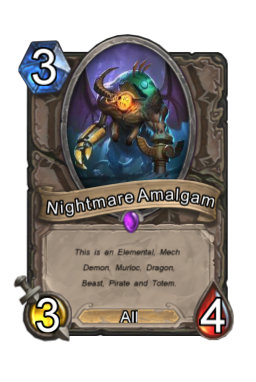 3
Nightmare Amalgam
This is an Elemental, Mech
Demon, Murloc, Dragon,
Beast, Pirate and Totem.
3
All
4